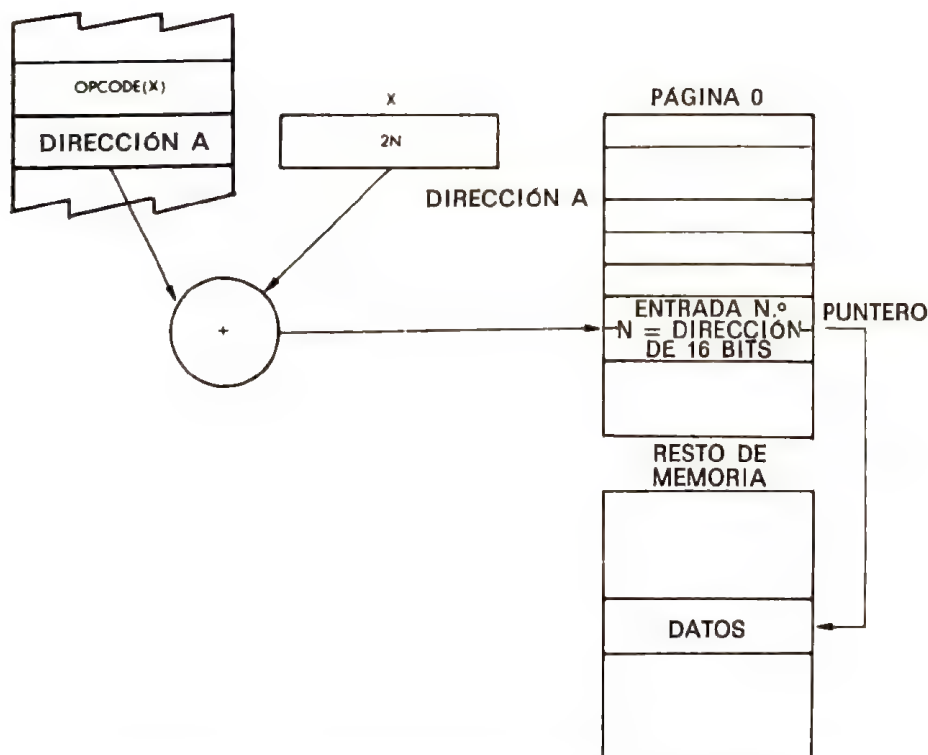 OPCODE(X)
DIRECCIÓN A
X
2N
PÁGINA 0
DIRECCIÓN A
+
ENTRADA N.º
N = DIRECCIÓN
DE 16 BITS
PUNTERO
RESTO DE
MEMORIA
DATOS